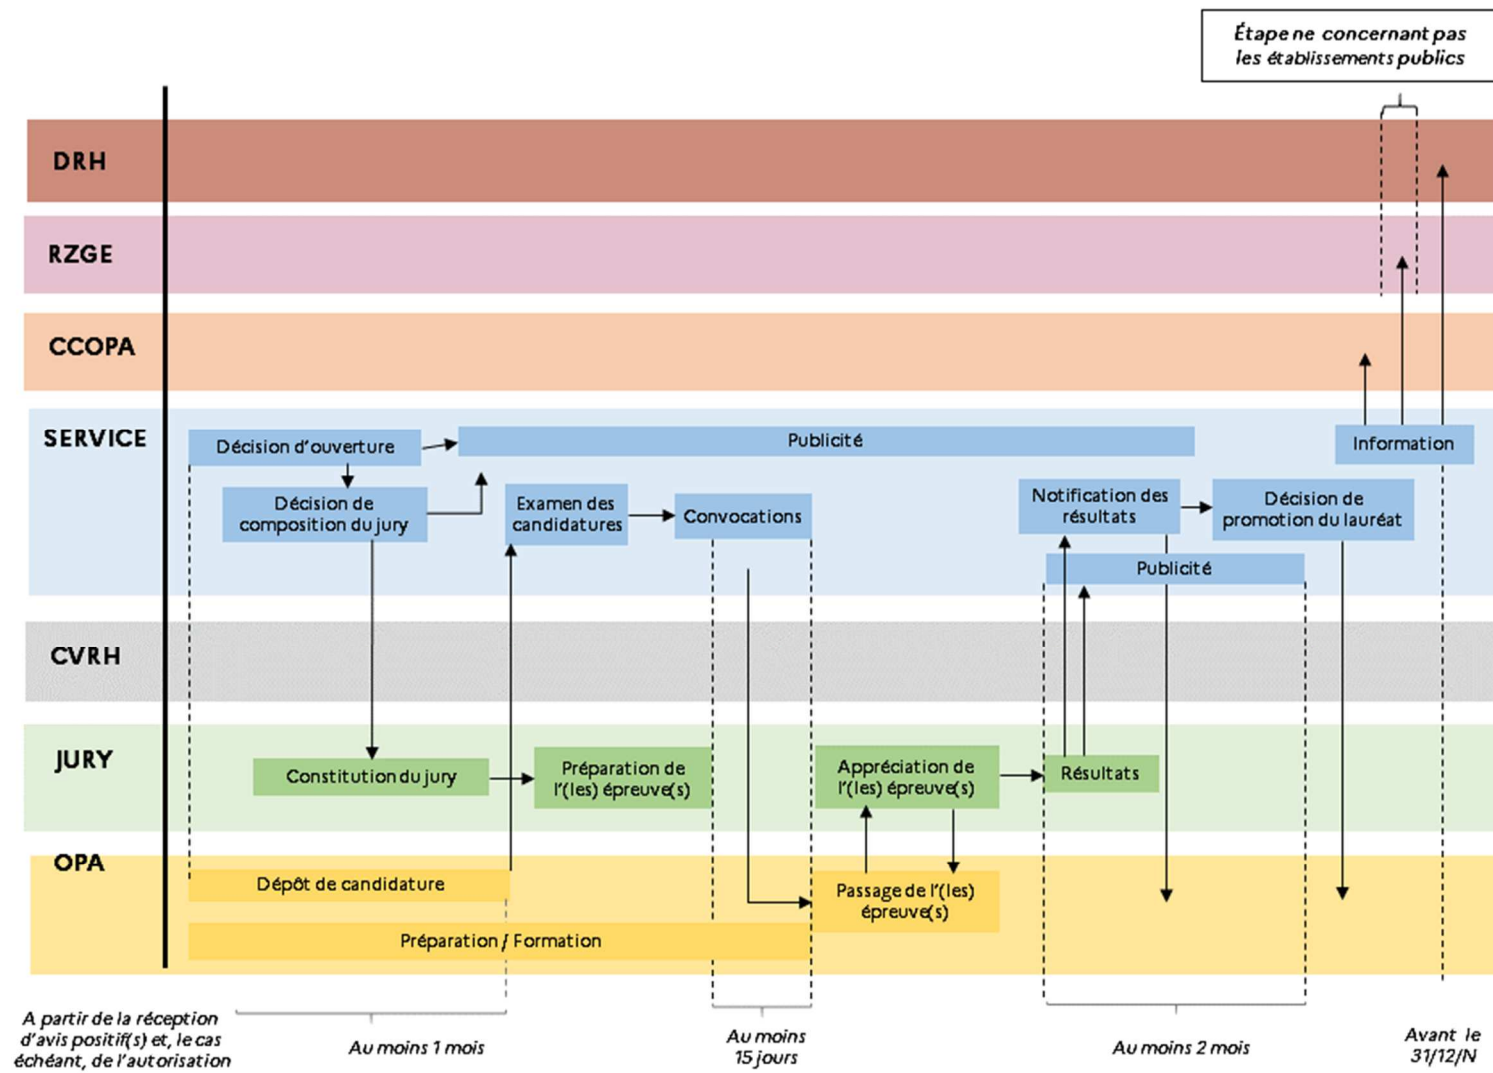 Étape ne concernant pas
les établissements publics
DRH
RZGE
CCOPA
SERVICE
Décision d'ouverture
Publicité
Information
Décision de
composition du jury
Examen des
candidatures
Convocations
Notification des
résultats
Décision de
promotion du lauréat
Publicité
CVRH
JURY
Constitution du jury
Préparation de
l'(les) épreuve(s)
Appréciation de
l'(les) épreuve(s)
Résultats
OPA
Dépôt de candidature
Passage de l'(les)
épreuve(s)
Préparation / Formation
A partir de la réception
d'avis positif(s) et, le cas
échéant, de l'autorisation
Au moins 1 mois
Au moins
15 jours
Au moins 2 mois
Avant le
31/12/N